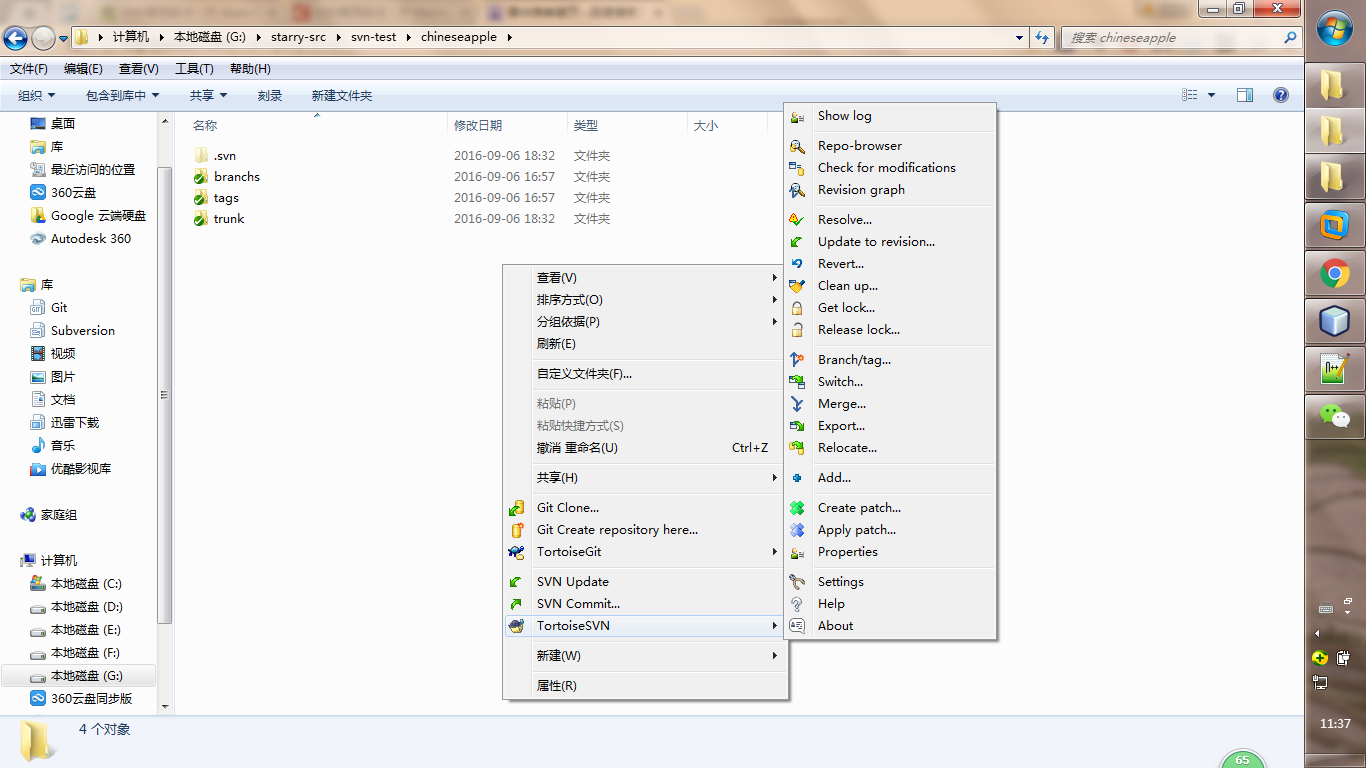 计算机 本地磁盘 (G:) starry-src svn-test chineseapple
搜索 chineseapple
文件(F) 编辑(E) 查看(V) 工具(T) 帮助(H)
组织 包含到库中 共享 刻录 新建文件夹
桌面
库
最近访问的位置
360云盘
Google 云端硬盘
Autodesk 360
库
Git
Subversion
视频
图片
文档
迅雷下载
音乐
优酷影视库
家庭组
计算机
本地磁盘 (C:)
本地磁盘 (D:)
本地磁盘 (E:)
本地磁盘 (F:)
本地磁盘 (G:)
360云盘同步版
名称 修改日期 类型 大小
.svn 2016-09-06 18:32 文件夹
branchs 2016-09-06 16:57 文件夹
tags 2016-09-06 16:57 文件夹
trunk 2016-09-06 18:32 文件夹
查看(V)
排序方式(O)
分组依据(P)
刷新(E)
自定义文件夹(F)...
粘贴(P)
粘贴快捷方式(S)
撤消 重命名(U) Ctrl+Z
共享(H)
Git Clone...
Git Create repository here...
TortoiseGit
SVN Update
SVN Commit...
TortoiseSVN
新建(W)
属性(R)
Show log
Repo-browser
Check for modifications
Revision graph
Resolve...
Update to revision...
Revert...
Clean up...
Get lock...
Release lock...
Branch/tag...
Switch...
Merge...
Export...
Relocate...
Add...
Create patch...
Apply patch...
Properties
Settings
Help
About
4 个对象
65
11:37